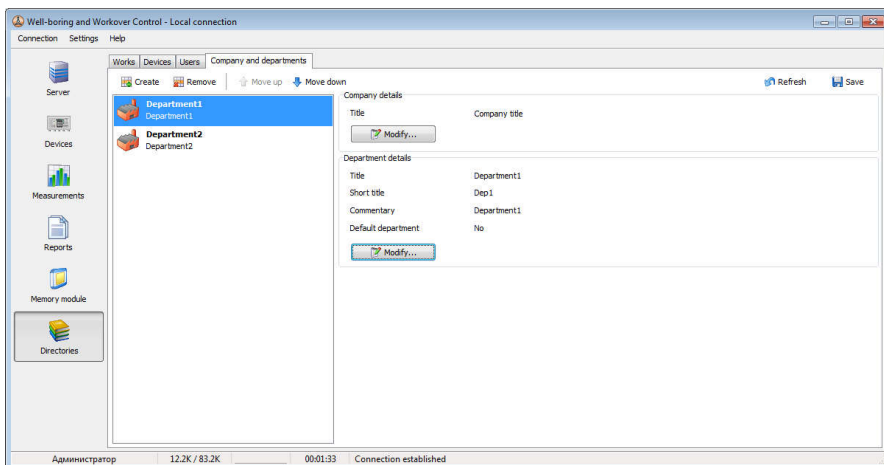 Well-boring and Workover Control - Local connection
Connection Settings Help
Works Devices Users Company and departments
Create Remove Move up Move down Refresh Save
Server
Devices
Measurements
Reports
Memory module
Directories
Department1
Department1
Department2
Department2
Company details
Title Company title
Modify...
Department details
Title Department1
Short title Dep1
Commentary Department1
Default department No
Modify...
Администратор 12.2K / 83.2K 00:01:33 Connection established